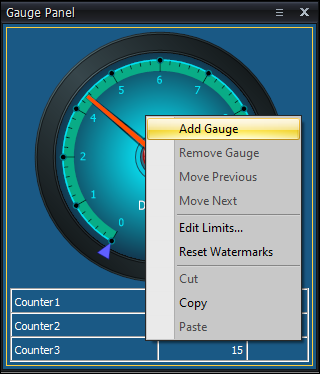 Gauge Panel
6
5
7
4
8
2
1
0
D
Add Gauge
Remove Gauge
Move Previous
Move Next
Edit Limits...
Reset Watermarks
Cut
Copy
Paste
Counter1
Counter2
Counter3 15